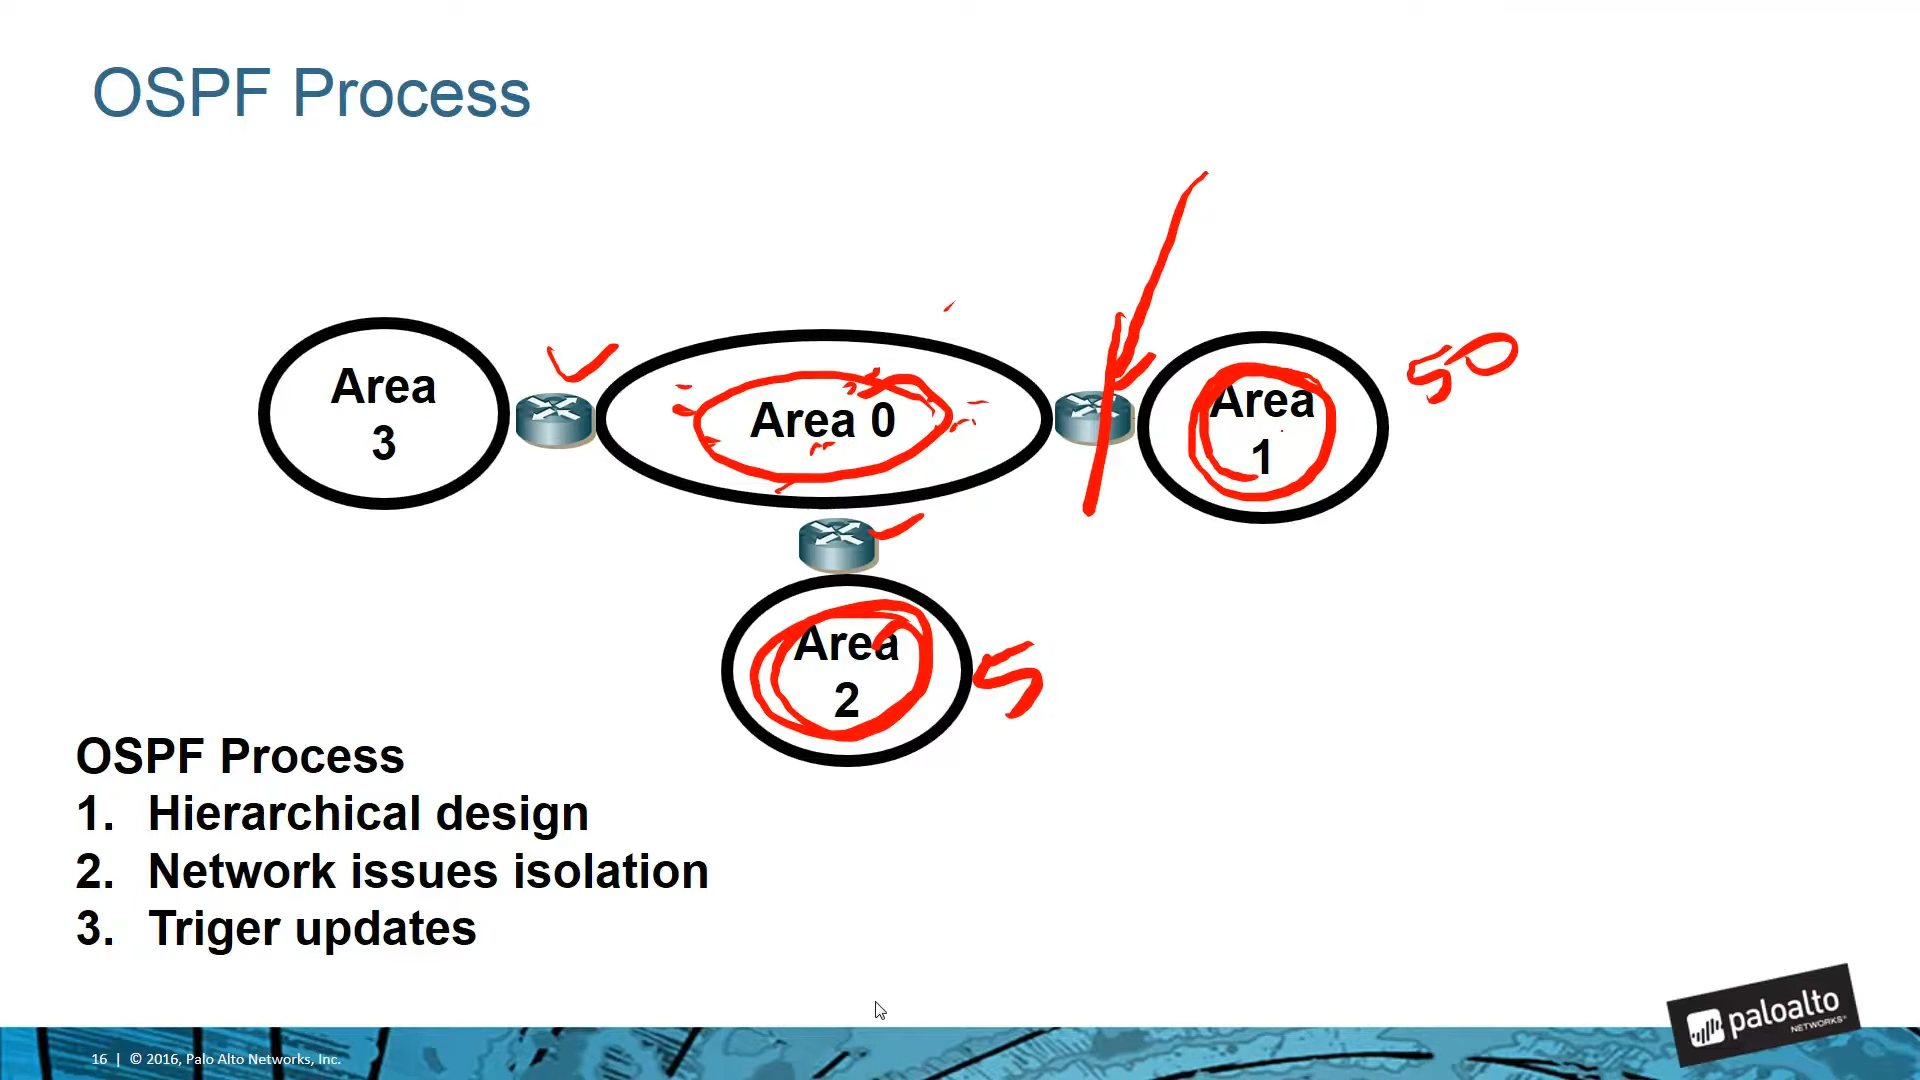 OSPF Process
Area
3
Area 0
Area
1
50
Area
2
5
OSPF Process
1. Hierarchical design
2. Network issues isolation
3. Triger updates
paloalto
NETWORKS®
16 | © 2016, Palo Alto Networks, Inc.